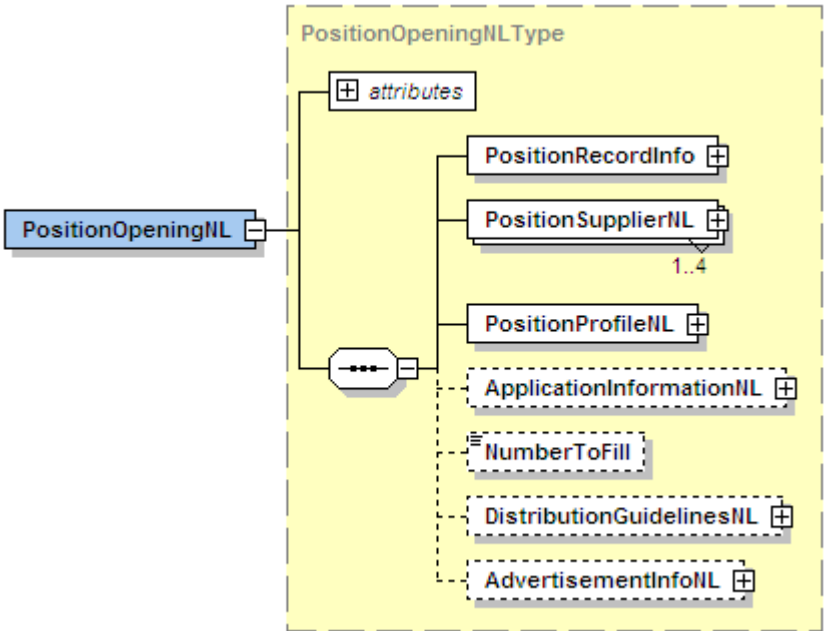 PositionOpeningNLType
attributes
PositionRecordInfo
PositionOpeningNL
PositionSupplierNL
1..4
PositionProfileNL
ApplicationInformationNL
NumberToFill
DistributionGuidelinesNL
AdvertisementInfoNL